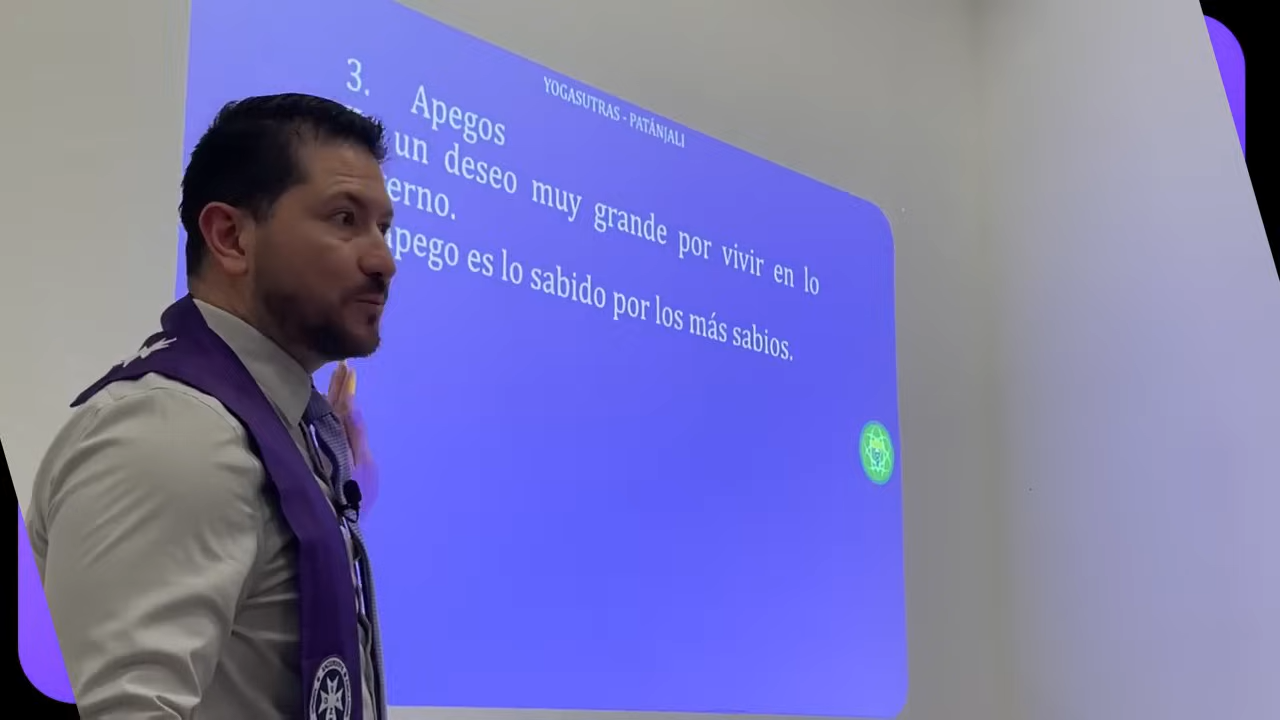 YOGASUTRAS - PATÁNJALI
3. Apegos
un deseo muy grande por vivir en lo
erno.
apego es lo sabido por los más sabios.